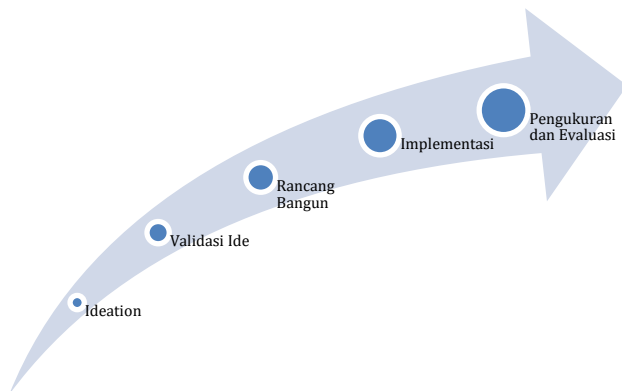 Pengukuran
dan Evaluasi
Implementasi
Rancang
Bangun
Validasi Ide
Ideation